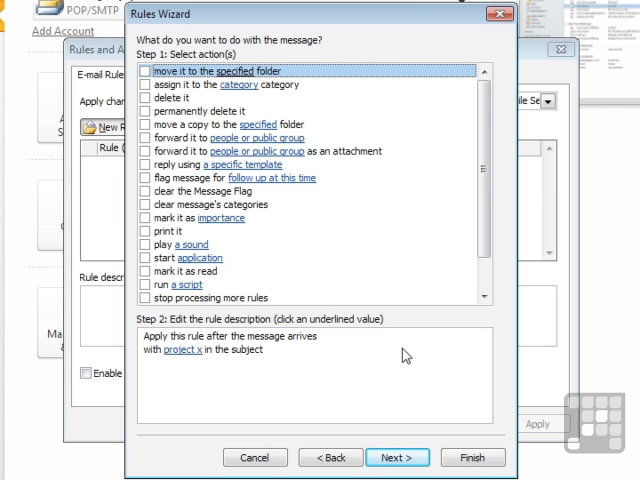 POP/SMTP
Add Account
Rules Wizard
Rules and A
What do you want to do with the message?
Step 1: Select action(s)
E-mail Rule
Apply chan
New R
Rule (
Rule descr
Enable
Apply
move it to the specified folder
assign it to the category category
delete it
permanently delete it
move a copy to the specified folder
forward it to people or public group
forward it to people or public group as an attachment
reply using a specific template
flag message for follow up at this time
clear the Message Flag
clear message's categories
mark it as importance
print it
play a sound
start application
mark it as read
run a script
stop processing more rules
Step 2: Edit the rule description (click an underlined value)
Apply this rule after the message arrives
with project x in the subject
Cancel
< Back
Next >
Finish